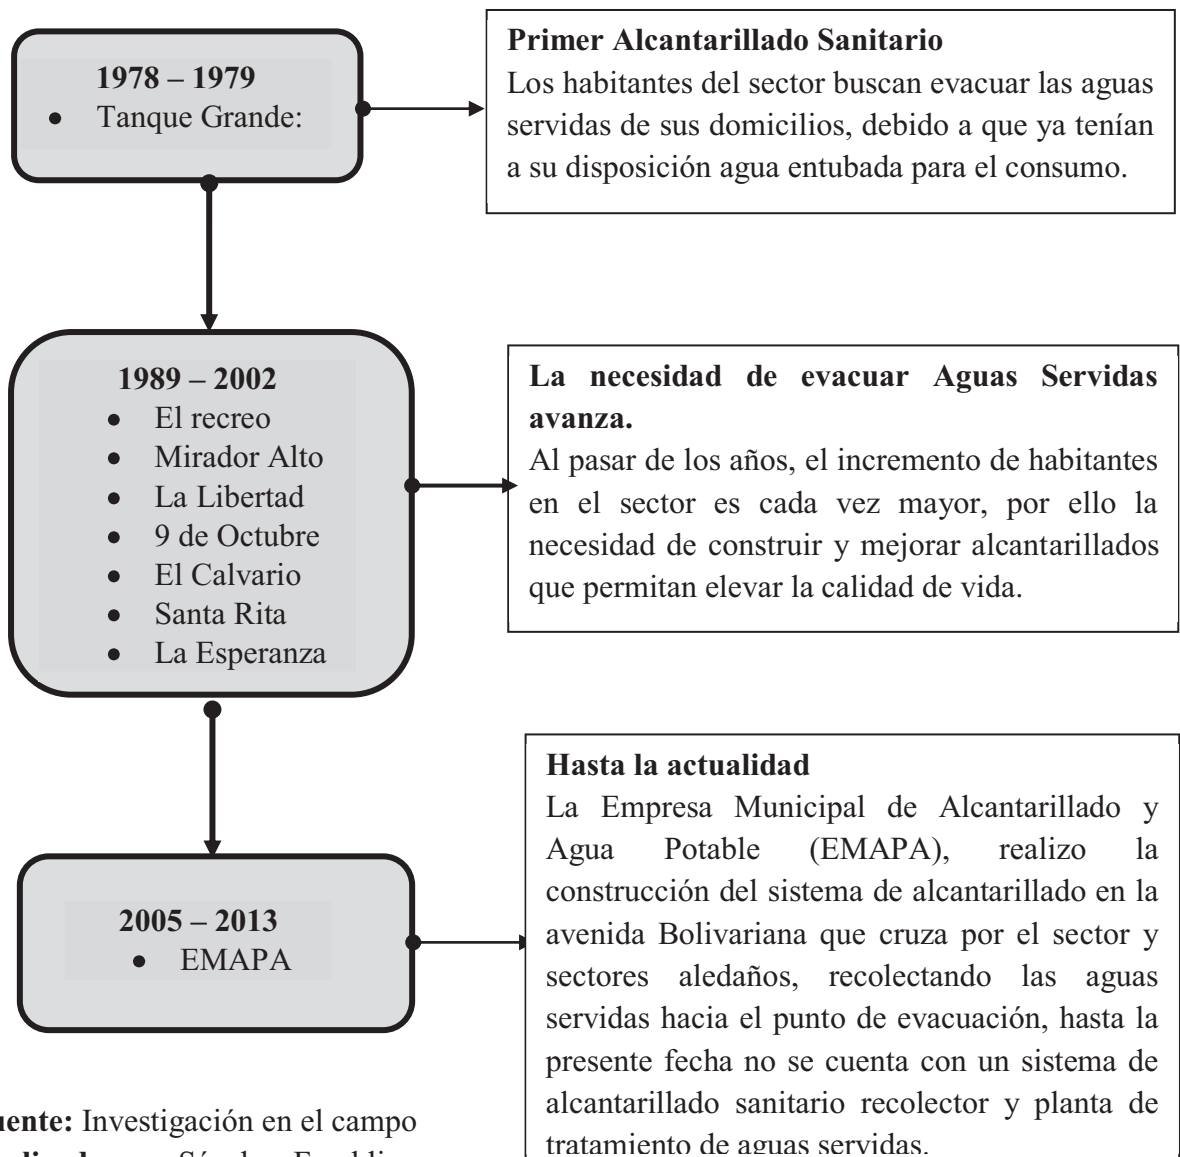 1978 – 1979
• Tanque Grande:
Primer Alcantarillado Sanitario
Los habitantes del sector buscan evacuar las aguas
servidas de sus domicilios, debido a que ya tenían
a su disposición agua entubada para el consumo.
1989 – 2002
• El recreo
• Mirador Alto
• La Libertad
• 9 de Octubre
• El Calvario
• Santa Rita
• La Esperanza
La necesidad de evacuar Aguas Servidas
avanza.
Al pasar de los años, el incremento de habitantes
en el sector es cada vez mayor, por ello la
necesidad de construir y mejorar alcantarillados
que permitan elevar la calidad de vida.
2005 – 2013
• EMAPA
Hasta la actualidad
La Empresa Municipal de Alcantarillado y
Agua Potable (EMAPA), realizo la
construcción del sistema de alcantarillado en la
avenida Bolivariana que cruza por el sector y
sectores aledaños, recolectando las aguas
servidas hacia el punto de evacuación, hasta la
presente fecha no se cuenta con un sistema de
alcantarillado sanitario recolector y planta de
tratamiento de aguas servidas.
uente: Investigación en el campo